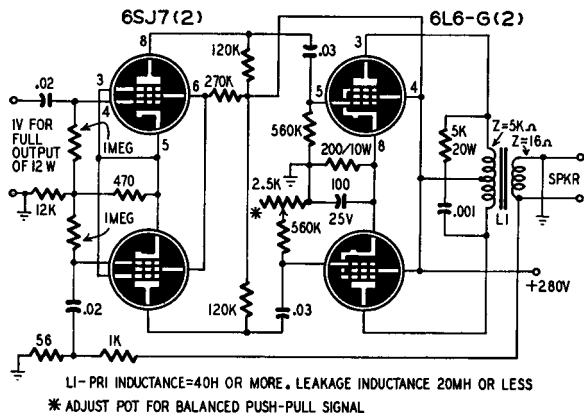 6SJ7(2)
6L6-G(2)
8
120K
.03
3
.02
3
4
6
270K
5
4
5
560K
200/10W
8
5K
20W
Z=5KΩ
Z=16Ω
1V FOR
FULL
OUTPUT
OF 12 W
1MEG
470
2.5K
100
25V
*
12K
1MEG
560K
.001
L1
SPKR
.02
120K
.03
+280V
56
1K
L1-PRI INDUCTANCE=40H OR MORE. LEAKAGE INDUCTANCE 20MH OR LESS
* ADJUST POT FOR BALANCED PUSH-PULL SIGNAL